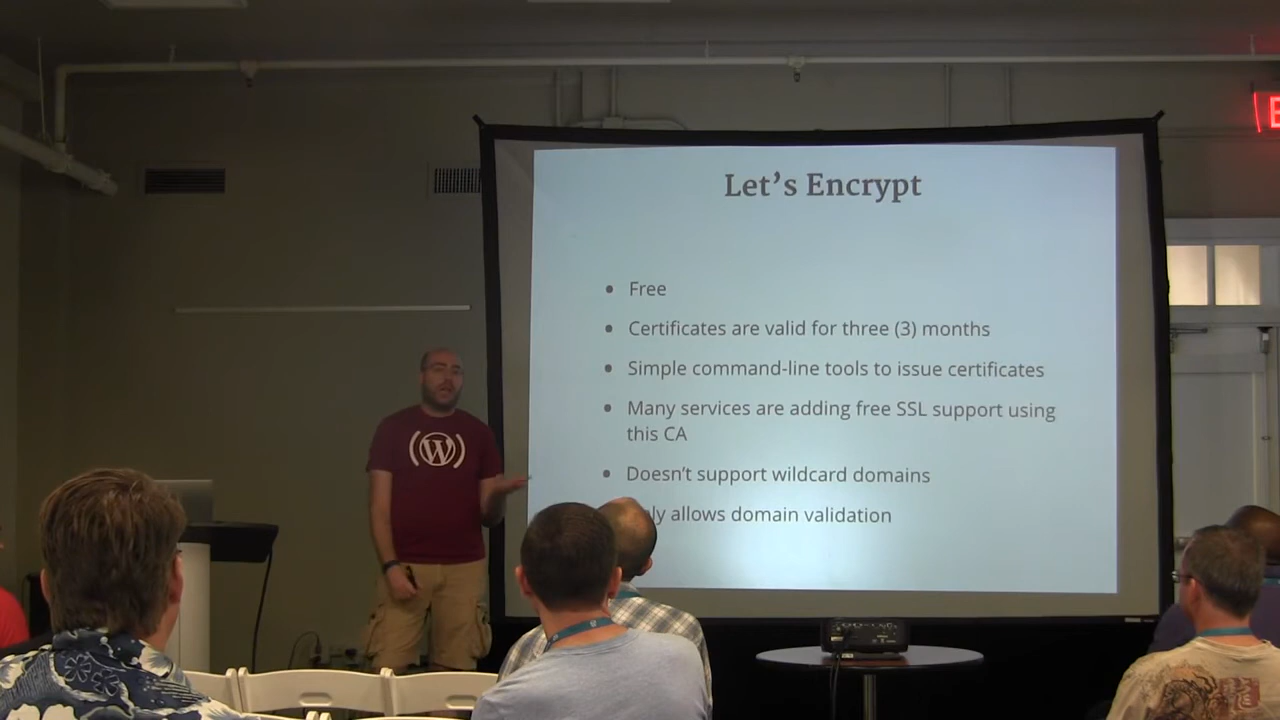 Let's Encrypt
Free
Certificates are valid for three (3) months
Simple command-line tools to issue certificates
Many services are adding free SSL support using
this CA
Doesn't support wildcard domains
allows domain validation
(W)
E